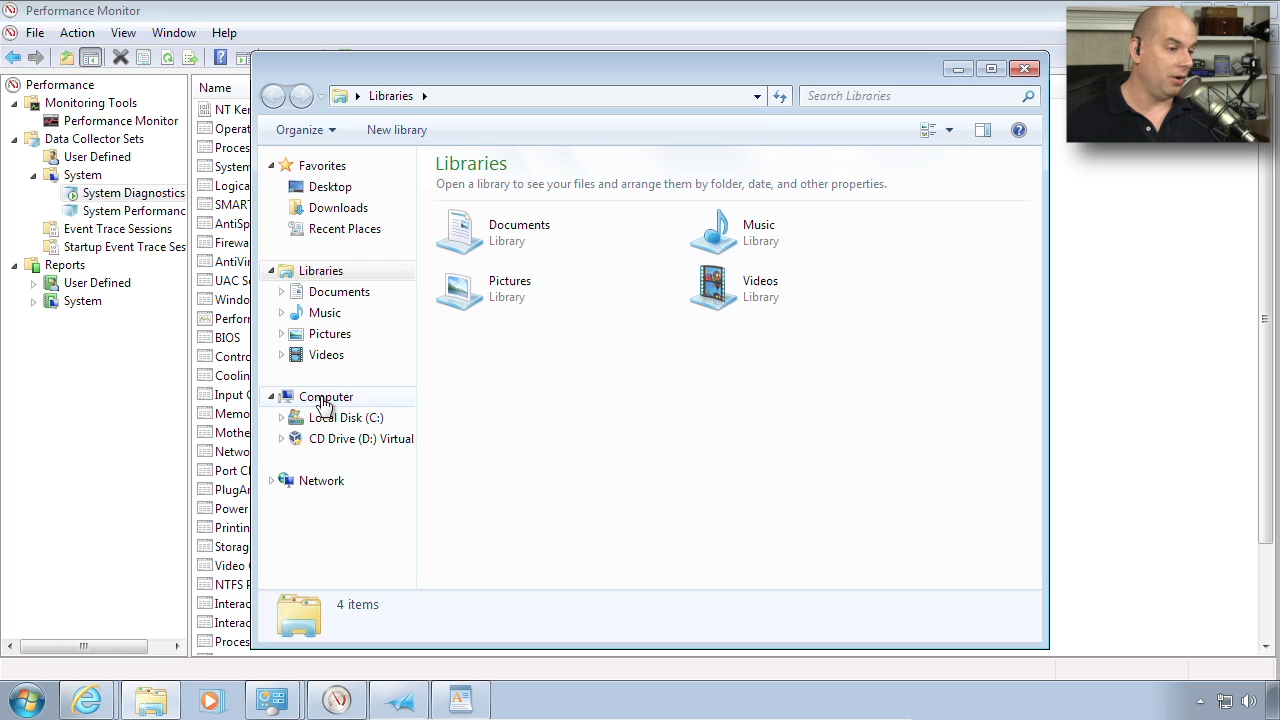 Performance Monitor
File Action View Window Help
Performance
Monitoring Tools
Performance Monitor
Data Collector Sets
User Defined
System
System Diagnostics
System Performanc
Event Trace Sessions
Startup Event Trace Ses
Reports
User Defined
System
Name
NT Ker
Operat
Proces
System
Logica
SMART
AntiSp
Firewa
AntiVir
UAC S
Windo
Perfor
BIOS
Contro
Coolin
Input
Memo
Mothe
Netwo
Port C
PlugAn
Power
Printin
Storag
Video
NTFS
Interac
Interac
Proces
Libraries
Search Libraries
Organize New library
Favorites
Desktop
Downloads
Recent Places
Libraries
Documents
Music
Pictures
Videos
Computer
Local Disk (C:)
CD Drive (D:) Virtual
Network
Libraries
Open a library to see your files and arrange them by folder, date, and other properties.
Documents
Library
Music
Library
Pictures
Library
Videos
Library
4 items